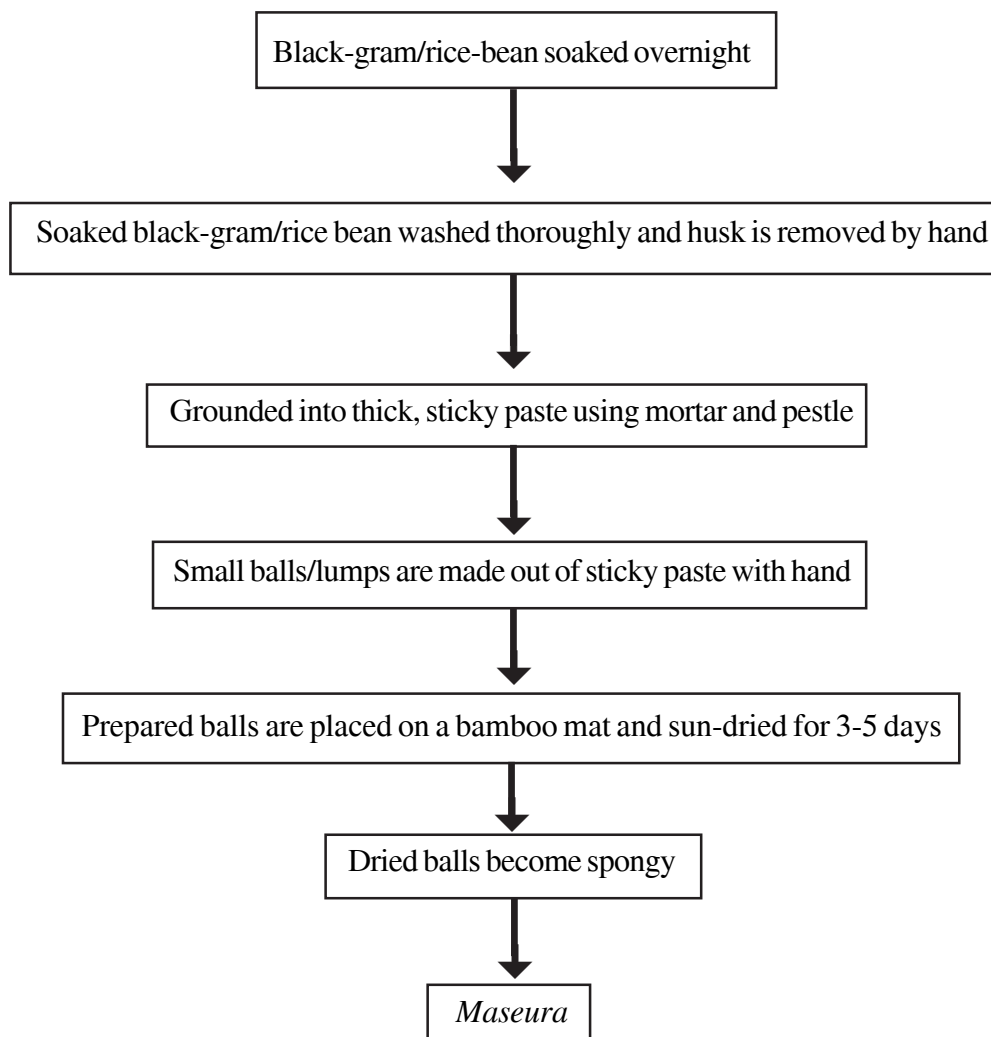 Black-gram/rice-bean soaked overnight
Soaked black-gram/rice bean washed thoroughly and husk is removed by hand
Grounded into thick, sticky paste using mortar and pestle
Small balls/lumps are made out of sticky paste with hand
Prepared balls are placed on a bamboo mat and sun-dried for 3-5 days
Dried balls become spongy
Maseura